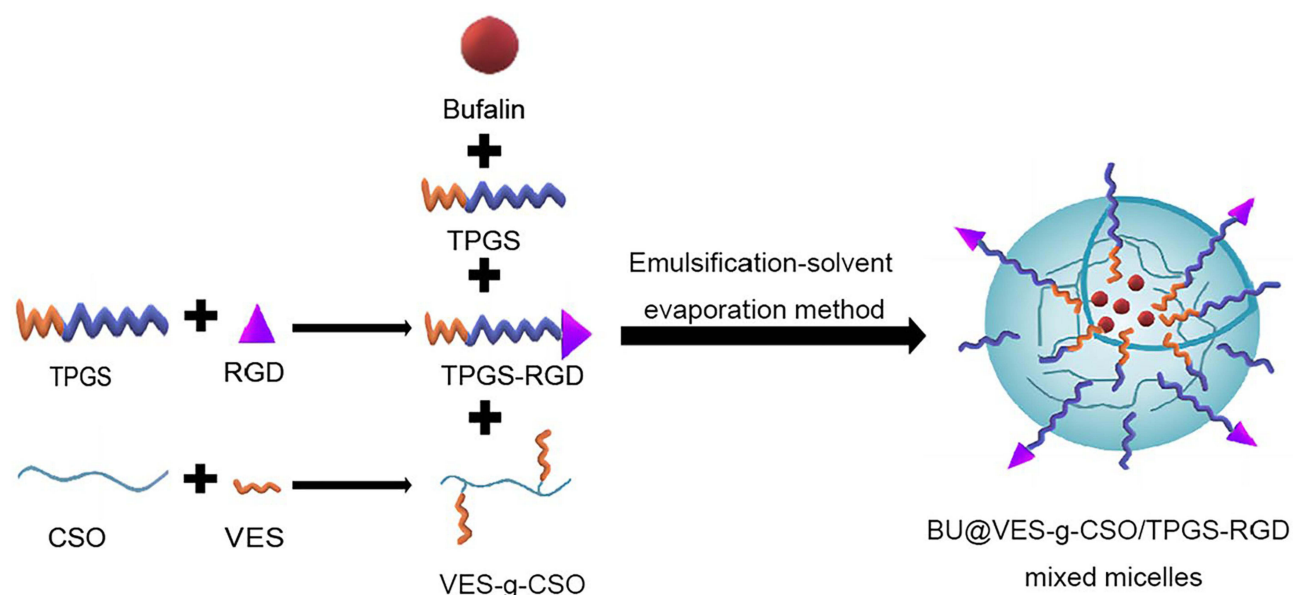 Bufalin
TPGS
Emulsification-solvent
evaporation method
TPGS
RGD
TPGS-RGD
CSO
VES
VES-g-CSO
BU@VES-g-CSO/TPGS-RGD
mixed micelles